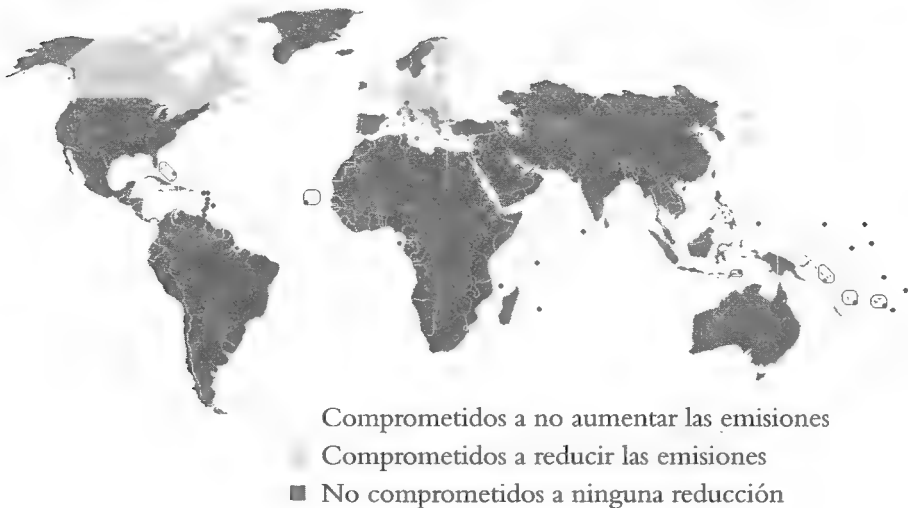 Comprometidos a no aumentar las emisiones
Comprometidos a reducir las emisiones
No comprometidos a ninguna reducción